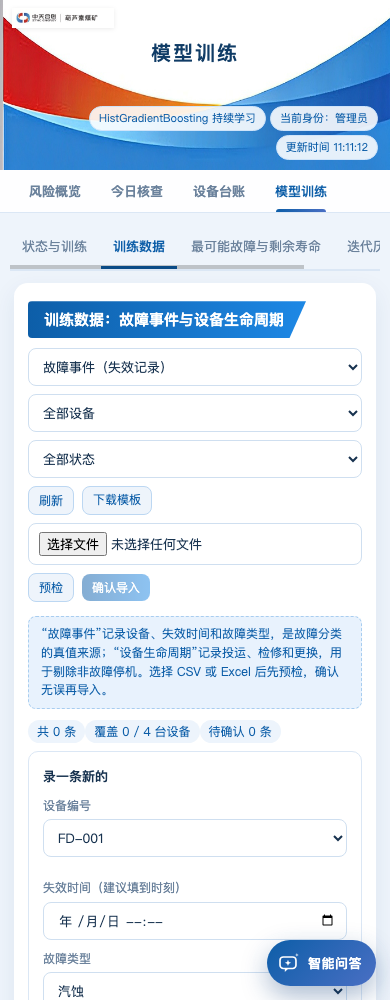 中天合创 | 葫芦素煤矿
模型训练
HistGradientBoosting 持续学习
当前身份：管理员
更新时间 11:11:12
风险概览 今日核查 设备台账 模型训练
状态与训练 训练数据 最可能故障与剩余寿命 迭代历
训练数据：故障事件与设备生命周期
故障事件（失效记录）
全部设备
全部状态
刷新 下载模板
选择文件 未选择任何文件
预检 确认导入
“故障事件”记录设备、失效时间和故障类型，是故障分类
的真值来源；“设备生命周期”记录投运、检修和更换，用
于剔除非故障停机。选择 CSV 或 Excel 后先预检，确认
无误再导入。
共 0 条 覆盖 0 / 4 台设备 待确认 0 条
录一条新的
设备编号
FD-001
失效时间（建议填到时刻）
年 /月/日 --:--
故障类型
汽蚀
智能问答